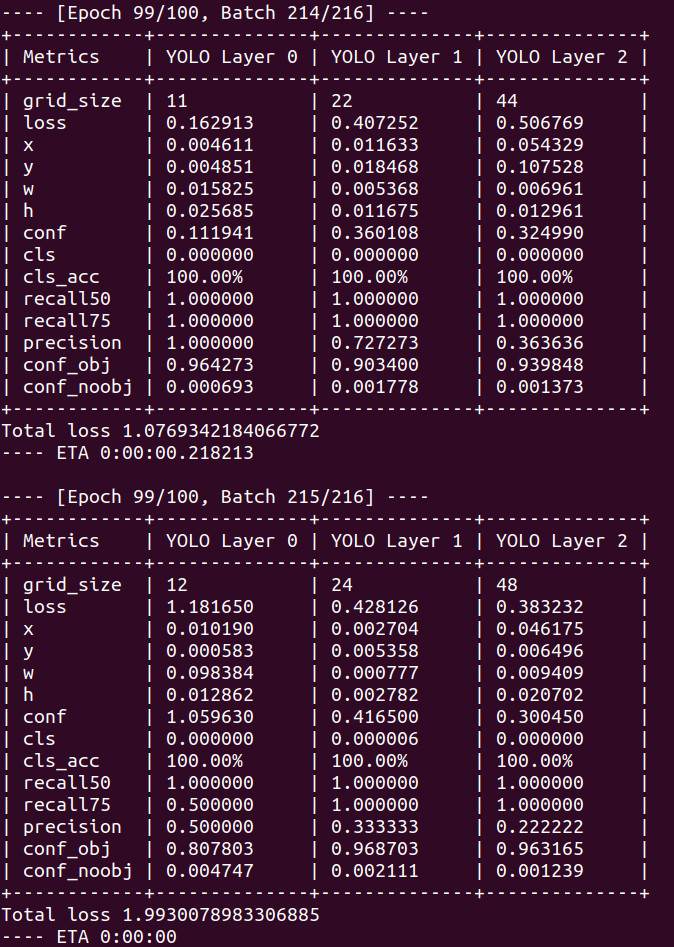 ---- [Epoch 99/100, Batch 214/216] ----
+------------+--------------+--------------+--------------+
| Metrics    | YOLO Layer 0 | YOLO Layer 1 | YOLO Layer 2 |
+------------+--------------+--------------+--------------+
| grid_size  | 11           | 22           | 44           |
| loss       | 0.162913     | 0.407252     | 0.506769     |
| x          | 0.004611     | 0.011633     | 0.054329     |
| y          | 0.004851     | 0.018468     | 0.107528     |
| w          | 0.015825     | 0.005368     | 0.006961     |
| h          | 0.025685     | 0.011675     | 0.012961     |
| conf       | 0.111941     | 0.360108     | 0.324990     |
| cls        | 0.000000     | 0.000000     | 0.000000     |
| cls_acc    | 100.00%      | 100.00%      | 100.00%      |
| recall50   | 1.000000     | 1.000000     | 1.000000     |
| recall75   | 1.000000     | 1.000000     | 1.000000     |
| precision  | 1.000000     | 0.727273     | 0.363636     |
| conf_obj   | 0.964273     | 0.903400     | 0.939848     |
| conf_noobj | 0.000693     | 0.001778     | 0.001373     |
+------------+--------------+--------------+--------------+
Total loss 1.0769342184066772
---- ETA 0:00:00.218213
---- [Epoch 99/100, Batch 215/216] ----
+------------+--------------+--------------+--------------+
| Metrics    | YOLO Layer 0 | YOLO Layer 1 | YOLO Layer 2 |
+------------+--------------+--------------+--------------+
| grid_size  | 12           | 24           | 48           |
| loss       | 1.181650     | 0.428126     | 0.383232     |
| x          | 0.010190     | 0.002704     | 0.046175     |
| y          | 0.000583     | 0.005358     | 0.006496     |
| w          | 0.098384     | 0.000777     | 0.009409     |
| h          | 0.012862     | 0.002782     | 0.020702     |
| conf       | 1.059630     | 0.416500     | 0.300450     |
| cls        | 0.000000     | 0.000006     | 0.000000     |
| cls_acc    | 100.00%      | 100.00%      | 100.00%      |
| recall50   | 1.000000     | 1.000000     | 1.000000     |
| recall75   | 0.500000     | 1.000000     | 1.000000     |
| precision  | 0.500000     | 0.333333     | 0.222222     |
| conf_obj   | 0.807803     | 0.968703     | 0.963165     |
| conf_noobj | 0.004747     | 0.002111     | 0.001239     |
+------------+--------------+--------------+--------------+
Total loss 1.9930078983306885
---- ETA 0:00:00